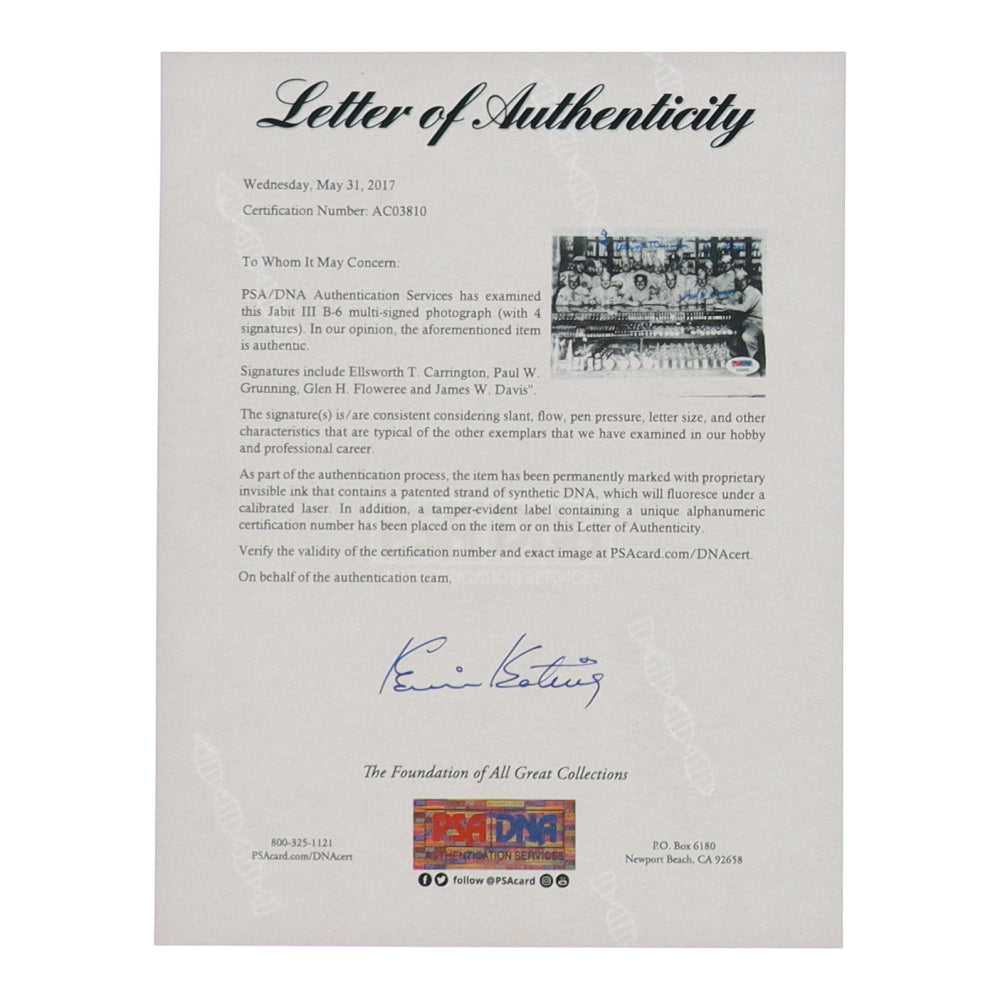 Letter of Authenticity
Wednesday, May 31, 2017
Certification Number: AC03810
To Whom It May Concern:
PSA/DNA Authentication Services has examined
this Jabit III B-6 multi-signed photograph (with 4
signatures). In our opinion, the aforementioned item
is authentic.
Signatures include Ellsworth T. Carrington, Paul W.
Grunning, Glen H. Floweree and James W. Davis".
The signature(s) is/are consistent considering slant, flow, pen pressure, letter size, and other
characteristics that are typical of the other exemplars that we have examined in our hobby
and professional career.
As part of the authentication process, the item has been permanently marked with proprietary
invisible ink that contains a patented strand of synthetic DNA, which will fluoresce under a
calibrated laser. In addition, a tamper-evident label containing a unique alphanumeric
certification number has been placed on the item or on this Letter of Authenticity.
Verify the validity of the certification number and exact image at PSAcard.com/DNAcert.
On behalf of the authentication team,
Kevin Keating
The Foundation of All Great Collections
PSA DNA
AUTHENTICATION SERVICES
800-325-1121
PSAcard.com/DNAcert
P.O. Box 6180
Newport Beach, CA 92658
follow @PSAcard